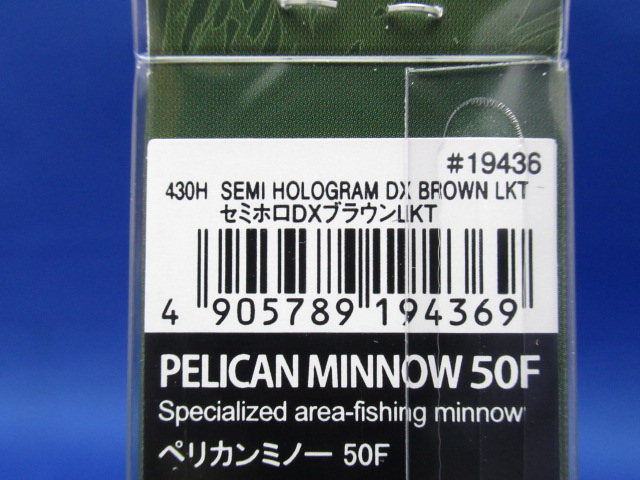 #19436
430H SEMI HOLOGRAM DX BROWN LKT
セミホロDXブラウンLKT
4 905789 194369
PELICAN MINNOW 50F
Specialized area-fishing minnow
ペリカンミノー 50F